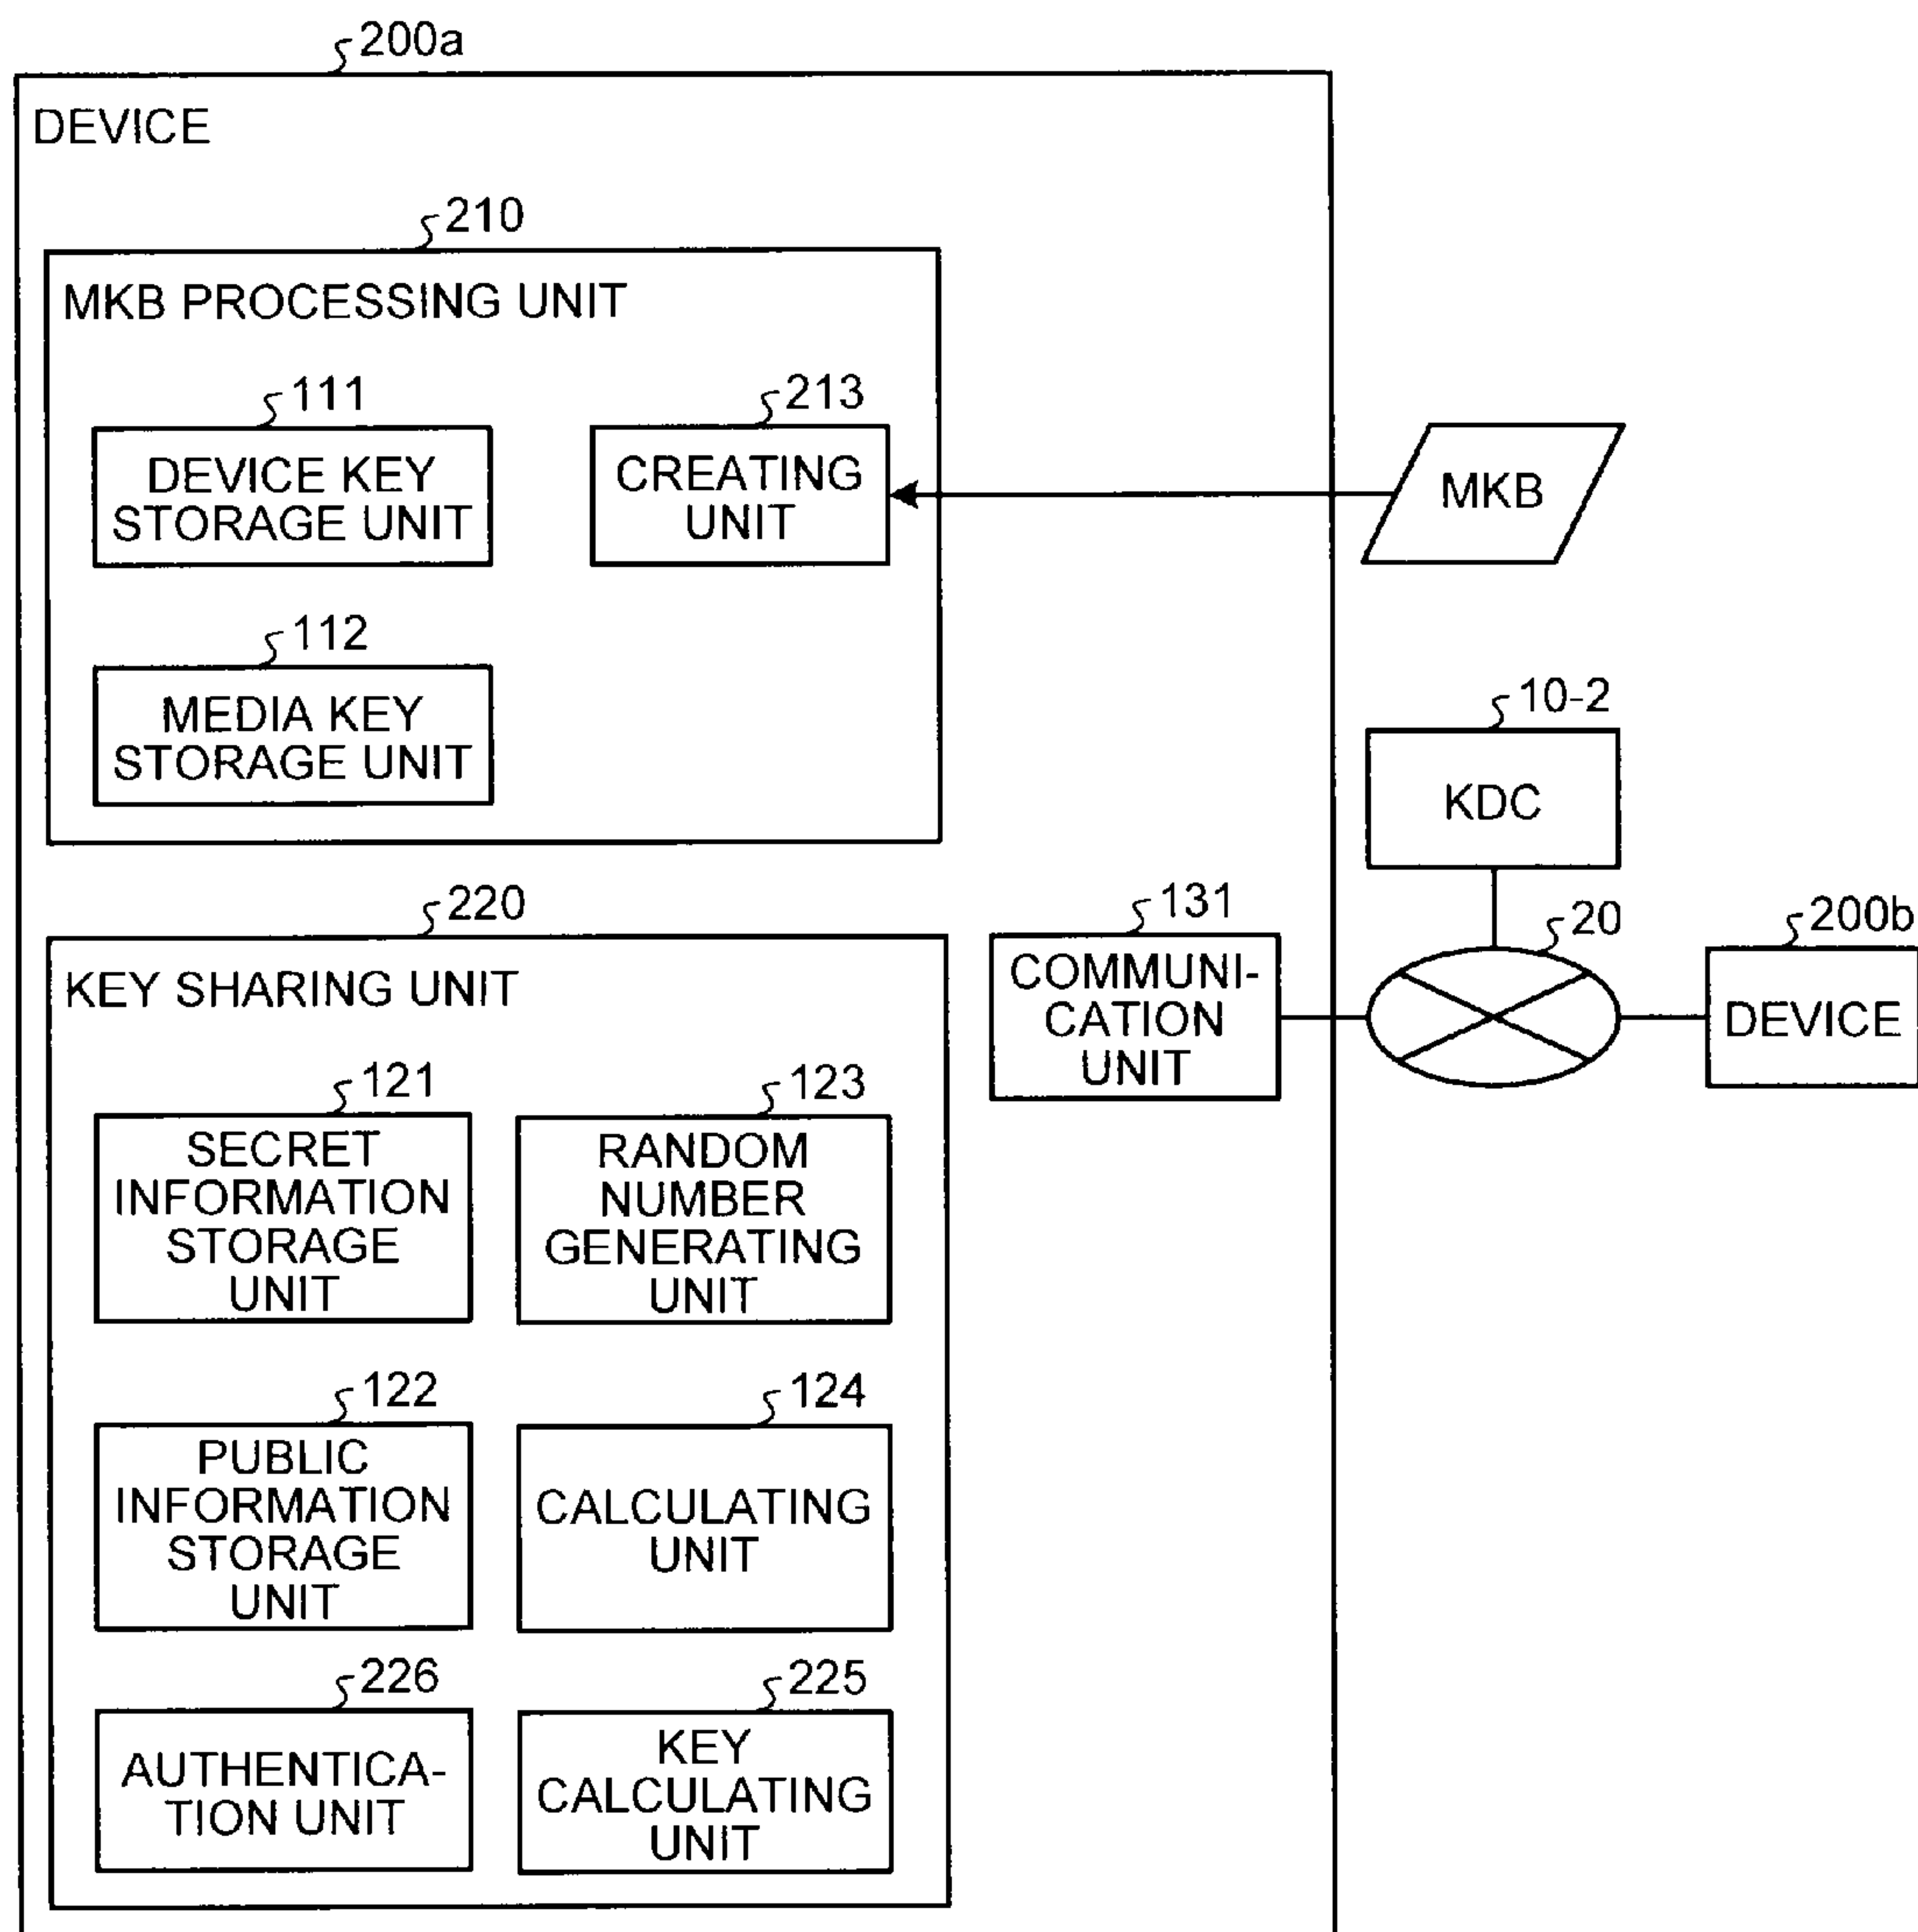 200a
DEVICE
210
MKB PROCESSING UNIT
111
DEVICE KEY
STORAGE UNIT
213
CREATING
UNIT
MKB
112
MEDIA KEY
STORAGE UNIT
10-2
KDC
220
KEY SHARING UNIT
131
COMMUNI-
CATION
UNIT
20
200b
DEVICE
121
SECRET
INFORMATION
STORAGE
UNIT
123
RANDOM
NUMBER
GENERATING
UNIT
122
PUBLIC
INFORMATION
STORAGE
UNIT
124
CALCULATING
UNIT
226
AUTHENTICA-
TION UNIT
225
KEY
CALCULATING
UNIT